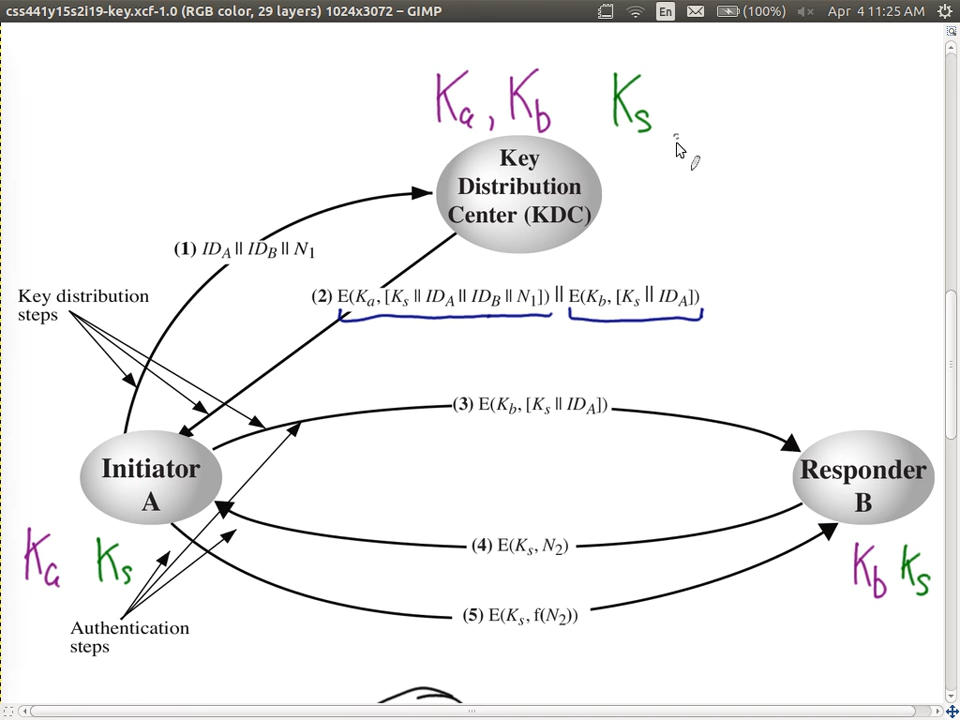 css441y15s2i19-key.xcf-1.0 (RGB color, 29 layers) 1024x3072 – GIMP
En
(100%)
Apr 4 11:25 AM
Ka, Kb Ks
Key
Distribution
Center (KDC)
(1) IDA || IDB || N1
Key distribution
steps
(2) E(Ka, [Ks || IDA || IDB || N1]) || E(Kb, [Ks || IDA])
(3) E(Kb, [Ks || IDA])
Initiator
A
Responder
B
(4) E(Ks, N2)
Ka Ks
Kb Ks
(5) E(Ks, f(N2))
Authentication
steps